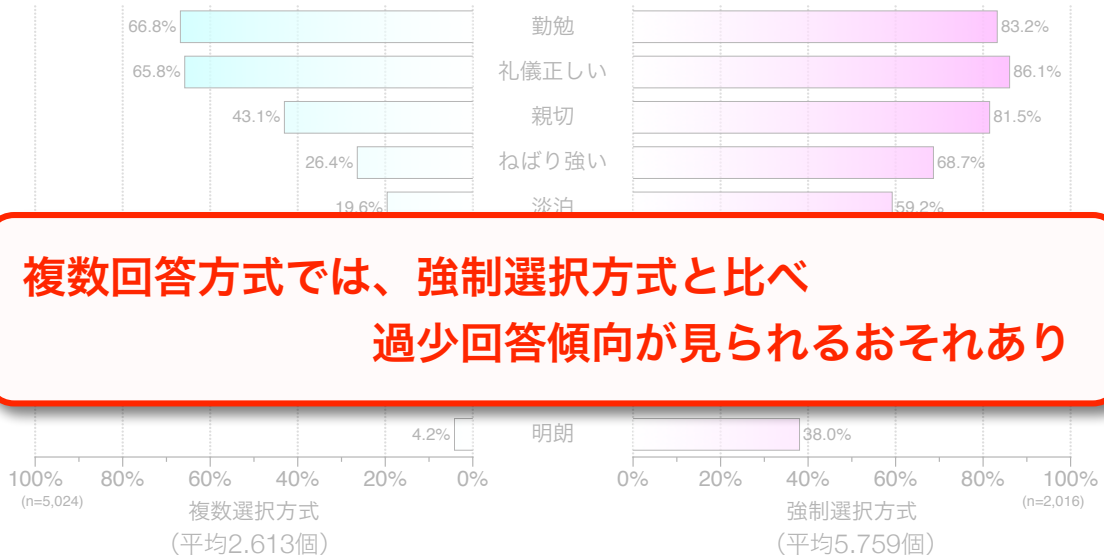 66.8% 勤勉 83.2%
65.8% 礼儀正しい 86.1%
43.1% 親切 81.5%
26.4% ねばり強い 68.7%
19.6% 淡泊 59.2%
複数回答方式では、強制選択方式と比べ
過少回答傾向が見られるおそれあり
4.2% 明朗 38.0%
100% 80% 60% 40% 20% 0% 0% 20% 40% 60% 80% 100%
(n=5,024) (n=2,016)
複数選択方式 強制選択方式
（平均2.613個） （平均5.759個）